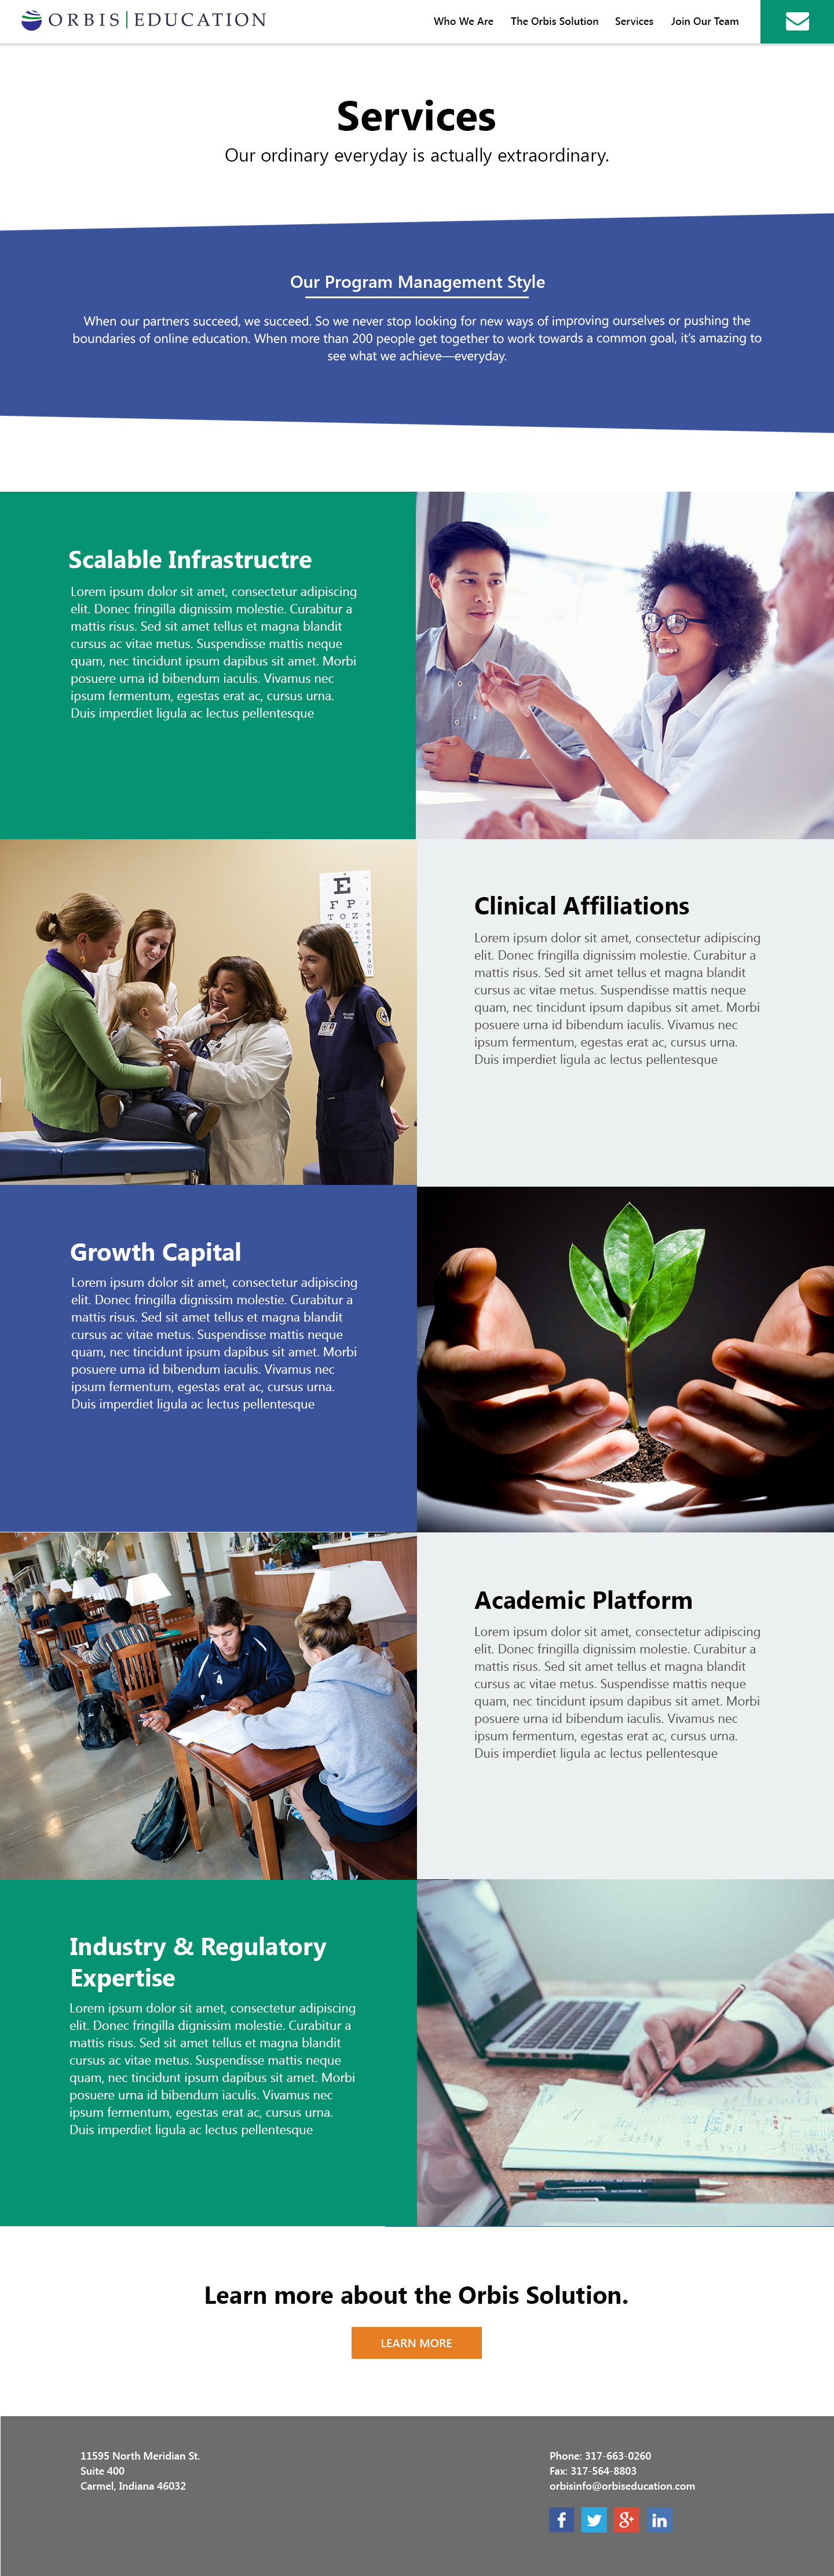 ORBIS|EDUCATION
Who We Are The Orbis Solution Services Join Our Team
Services
Our ordinary everyday is actually extraordinary.
Our Program Management Style
When our partners succeed, we succeed. So we never stop looking for new ways of improving ourselves or pushing the
boundaries of online education. When more than 200 people get together to work towards a common goal, it's amazing to
see what we achieve—everyday.
Scalable Infrastructre
Lorem ipsum dolor sit amet, consectetur adipiscing
elit. Donec fringilla dignissim molestie. Curabitur a
mattis risus. Sed sit amet tellus et magna blandit
cursus ac vitae metus. Suspendisse mattis neque
quam, nec tincidunt ipsum dapibus sit amet. Morbi
posuere urna id bibendum iaculis. Vivamus nec
ipsum fermentum, egestas erat ac, cursus urna.
Duis imperdiet ligula ac lectus pellentesque
E
F P
T O Z
Clinical Affiliations
Lorem ipsum dolor sit amet, consectetur adipiscing
elit. Donec fringilla dignissim molestie. Curabitur a
mattis risus. Sed sit amet tellus et magna blandit
cursus ac vitae metus. Suspendisse mattis neque
quam, nec tincidunt ipsum dapibus sit amet. Morbi
posuere urna id bibendum iaculis. Vivamus nec
ipsum fermentum, egestas erat ac, cursus urna.
Duis imperdiet ligula ac lectus pellentesque
Growth Capital
Lorem ipsum dolor sit amet, consectetur adipiscing
elit. Donec fringilla dignissim molestie. Curabitur a
mattis risus. Sed sit amet tellus et magna blandit
cursus ac vitae metus. Suspendisse mattis neque
quam, nec tincidunt ipsum dapibus sit amet. Morbi
posuere urna id bibendum iaculis. Vivamus nec
ipsum fermentum, egestas erat ac, cursus urna.
Duis imperdiet ligula ac lectus pellentesque
4
Academic Platform
Lorem ipsum dolor sit amet, consectetur adipiscing
elit. Donec fringilla dignissim molestie. Curabitur a
mattis risus. Sed sit amet tellus et magna blandit
cursus ac vitae metus. Suspendisse mattis neque
quam, nec tincidunt ipsum dapibus sit amet. Morbi
posuere urna id bibendum iaculis. Vivamus nec
ipsum fermentum, egestas erat ac, cursus urna.
Duis imperdiet ligula ac lectus pellentesque
Industry & Regulatory
Expertise
Lorem ipsum dolor sit amet, consectetur adipiscing
elit. Donec fringilla dignissim molestie. Curabitur a
mattis risus. Sed sit amet tellus et magna blandit
cursus ac vitae metus. Suspendisse mattis neque
quam, nec tincidunt ipsum dapibus sit amet. Morbi
posuere urna id bibendum iaculis. Vivamus nec
ipsum fermentum, egestas erat ac, cursus urna.
Duis imperdiet ligula ac lectus pellentesque
Learn more about the Orbis Solution.
LEARN MORE
11595 North Meridian St.
Suite 400
Carmel, Indiana 46032
Phone: 317-663-0260
Fax: 317-564-8803
orbisinfo@orbiseducation.com
f g+ in